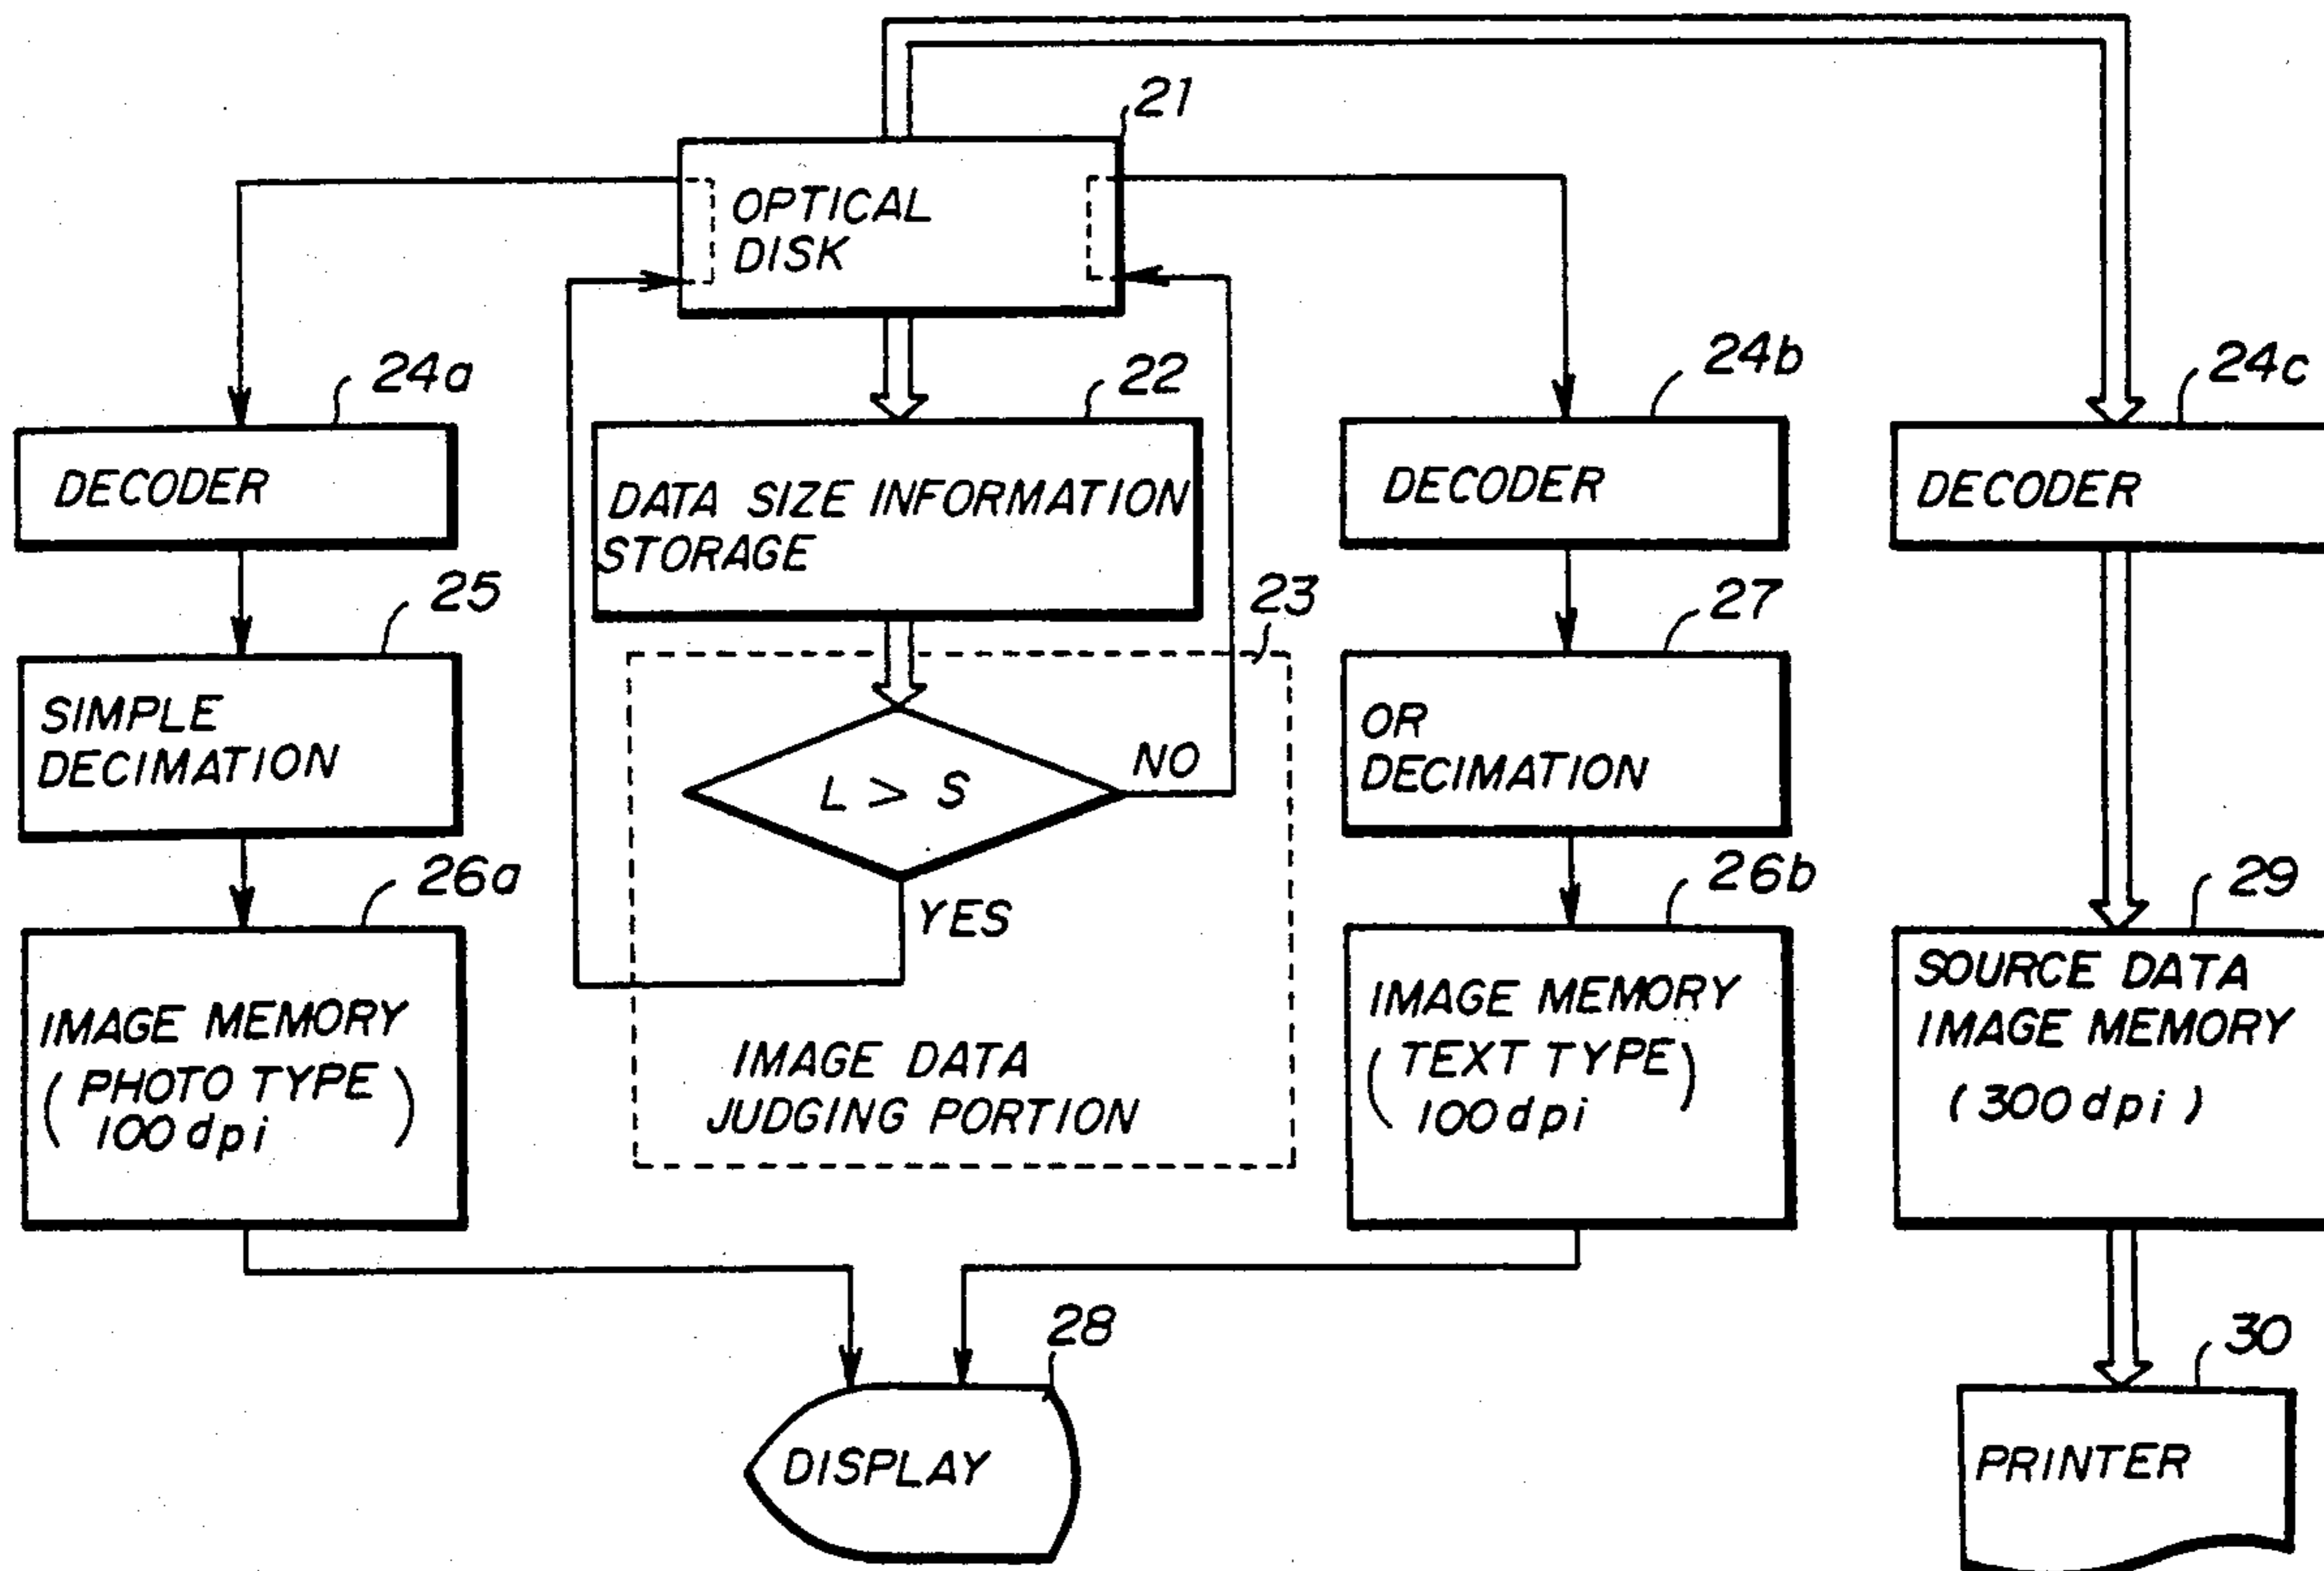 21
OPTICAL
DISK
24a
DECODER
22
DATA SIZE INFORMATION
STORAGE
24b
DECODER
24c
DECODER
25
SIMPLE
DECIMATION
23
L > S
NO
YES
IMAGE DATA
JUDGING PORTION
27
OR
DECIMATION
26a
IMAGE MEMORY
( PHOTO TYPE )
100 dpi
26b
IMAGE MEMORY
( TEXT TYPE )
100 dpi
29
SOURCE DATA
IMAGE MEMORY
( 300 dpi )
28
DISPLAY
30
PRINTER